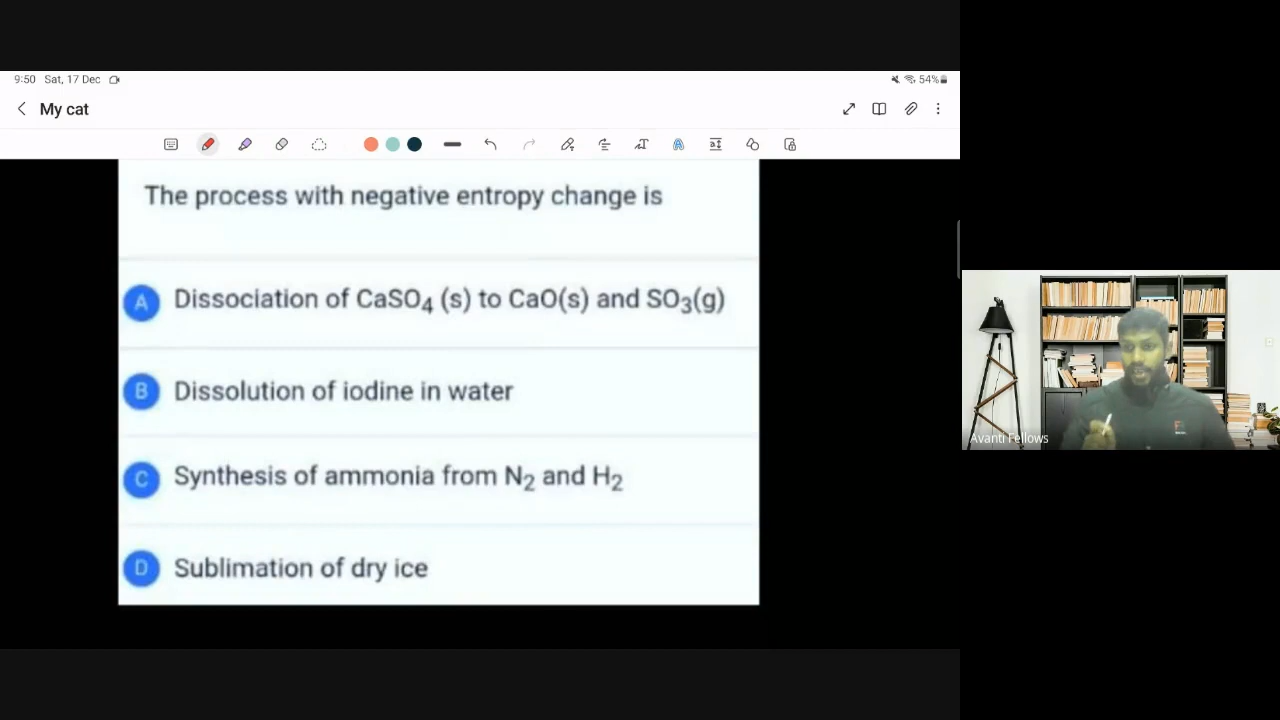 9:50 Sat, 17 Dec
54%
My cat
The process with negative entropy change is
A Dissociation of CaSO₄ (s) to CaO(s) and SO₃(g)
B Dissolution of iodine in water
C Synthesis of ammonia from N₂ and H₂
D Sublimation of dry ice
Avanti Fellows